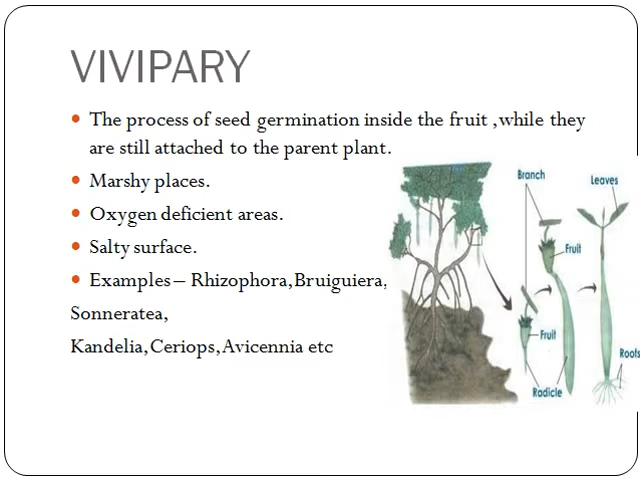 VIVIPARY
The process of seed germination inside the fruit ,while they
are still attached to the parent plant.
Marshy places.
Oxygen deficient areas.
Salty surface.
Examples – Rhizophora,Bruiguiera,
Sonneratea,
Kandelia,Ceriops,Avicennia etc
Branch
Leaves
Fruit
Fruit
Roots
Radicle